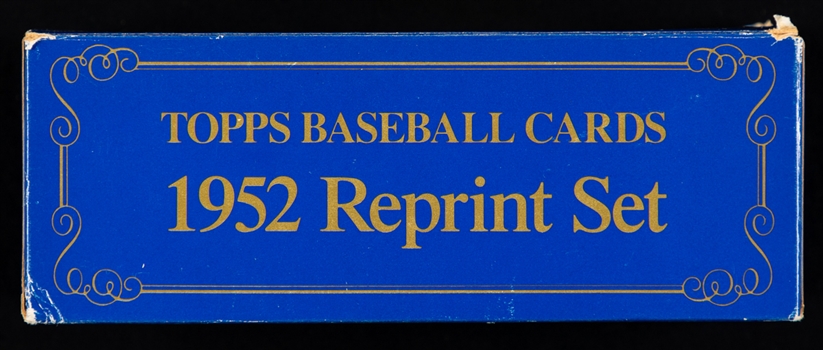 TOPPS BASEBALL CARDS
1952 Reprint Set